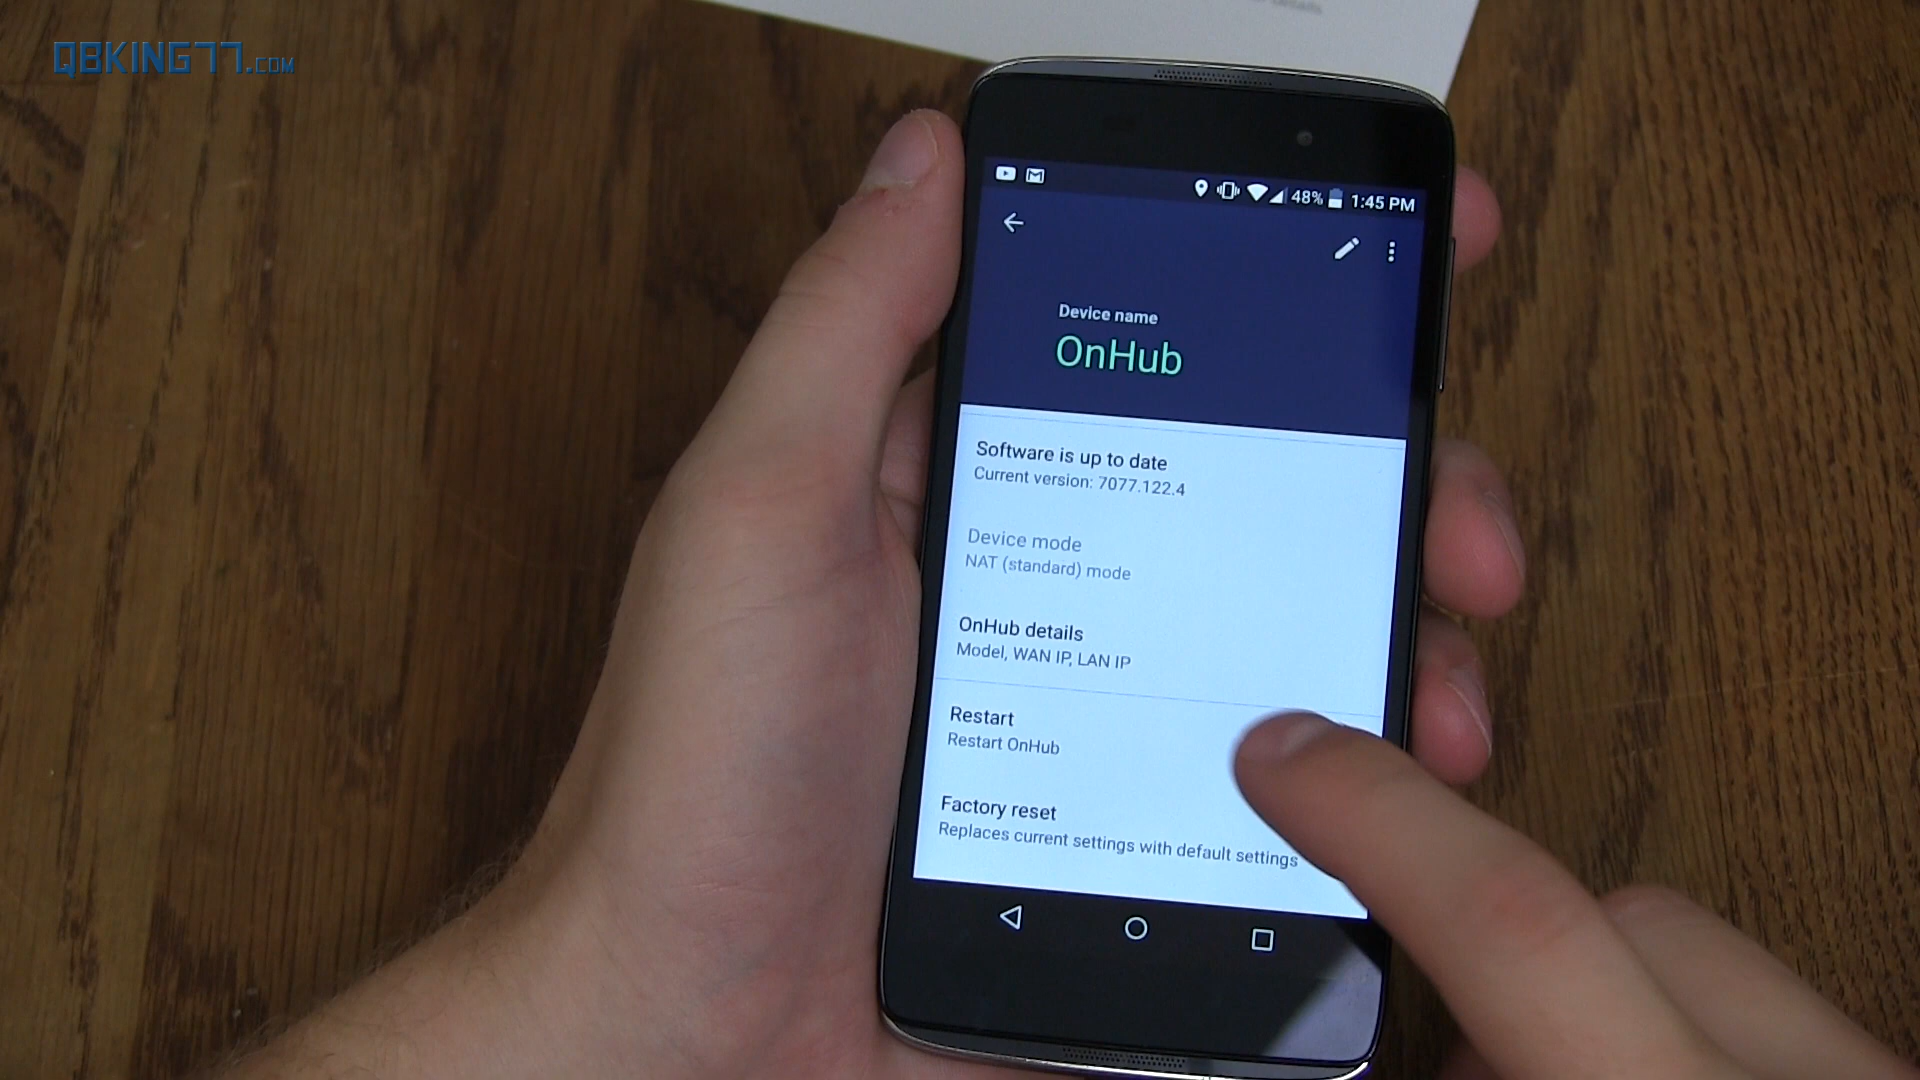 QBKING77.COM
48% 1:45 PM
Device name
OnHub
Software is up to date
Current version: 7077.122.4
Device mode
NAT (standard) mode
OnHub details
Model, WAN IP, LAN IP
Restart
Restart OnHub
Factory reset
Replaces current settings with default settings